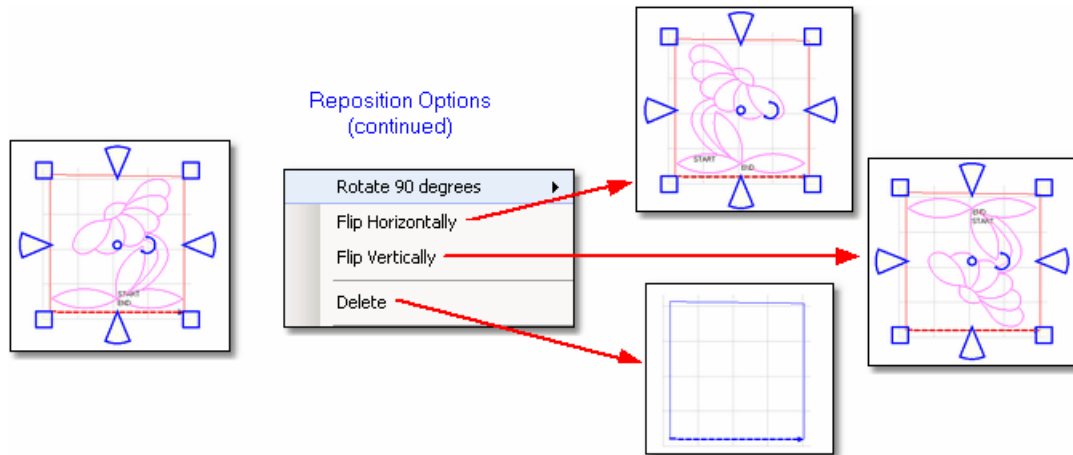 Reposition Options
(continued)
Rotate 90 degrees
Flip Horizontally
Flip Vertically
Delete
START
END
START
END
END
START